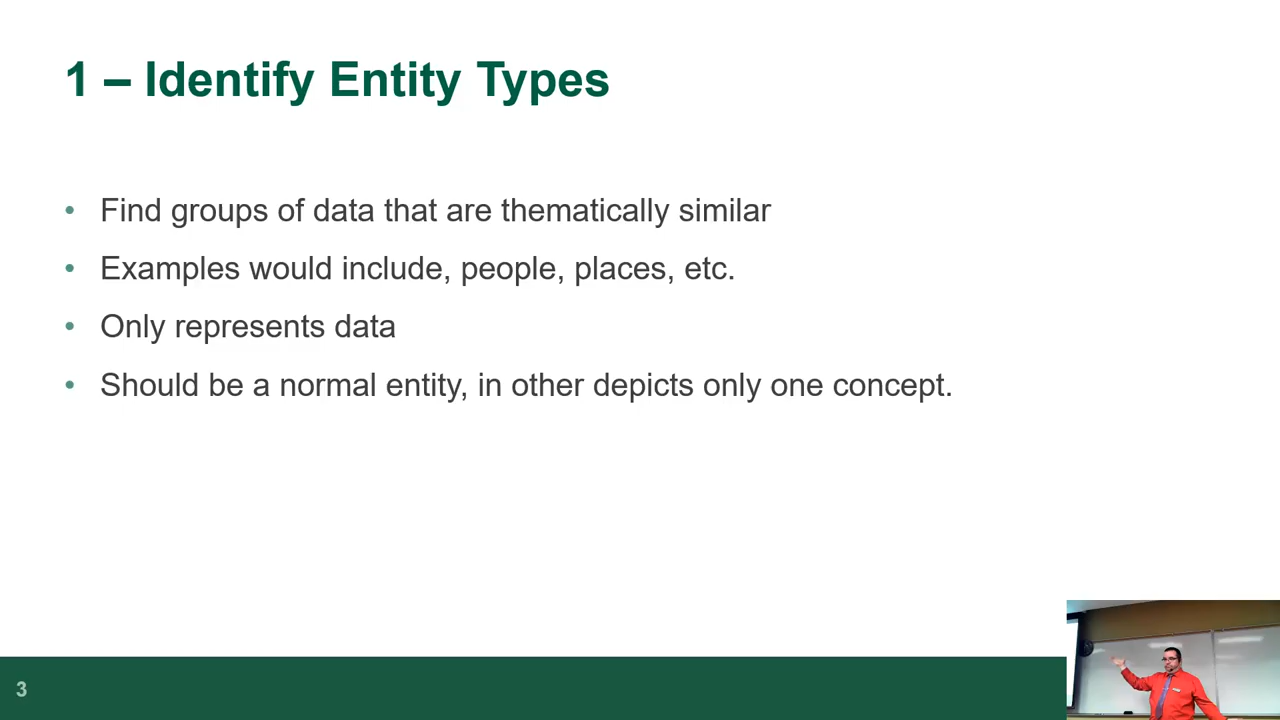 1 – Identify Entity Types
• Find groups of data that are thematically similar
• Examples would include, people, places, etc.
• Only represents data
• Should be a normal entity, in other depicts only one concept.
3